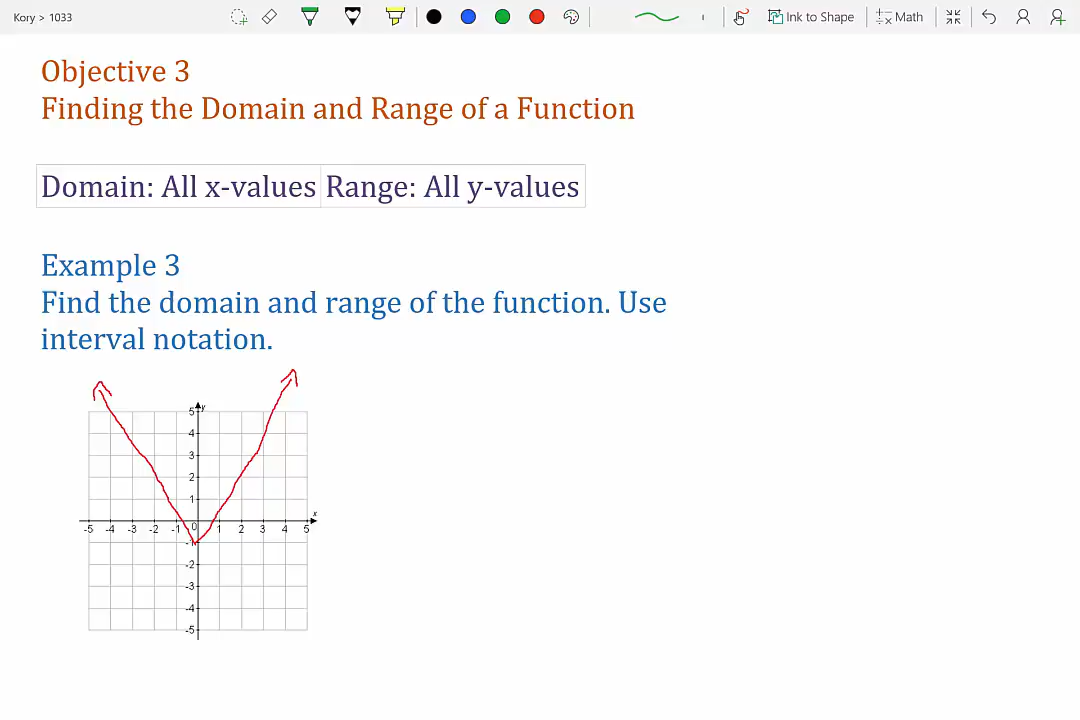 Kory > 1033
Ink to Shape
Math
Objective 3
Finding the Domain and Range of a Function
Domain: All x-values Range: All y-values
Example 3
Find the domain and range of the function. Use
interval notation.
y
5
4
3
2
1
x
-5 -4 -3 -2 -1 0 1 2 3 4 5
-1
-2
-3
-4
-5